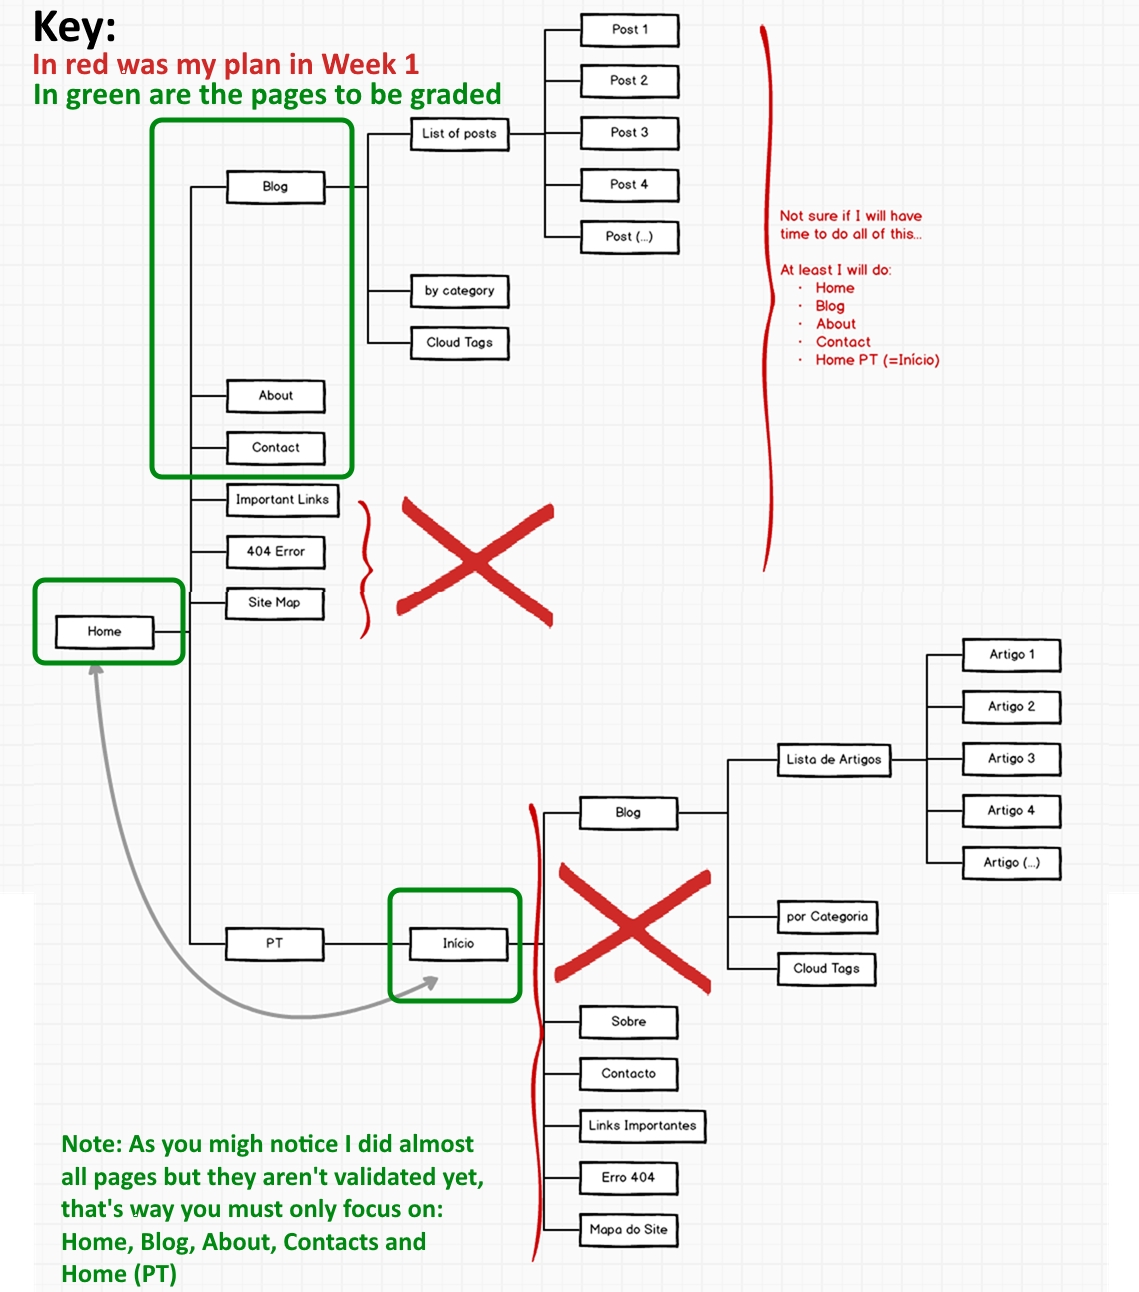 Key:
In red was my plan in Week 1
In green are the pages to be graded
Post 1
Post 2
List of posts
Post 3
Blog
Post 4
Post (...)
by category
Cloud Tags
Not sure if I will have
time to do all of this...
At least I will do:
· Home
· Blog
· About
· Contact
· Home PT (=Início)
About
Contact
Important Links
404 Error
Site Map
Home
Artigo 1
Artigo 2
Lista de Artigos
Artigo 3
Blog
Artigo 4
Artigo (...)
por Categoria
PT
Início
Cloud Tags
Sobre
Contacto
Links Importantes
Erro 404
Mapa do Site
Note: As you migh notice I did almost
all pages but they aren't validated yet,
that's way you must only focus on:
Home, Blog, About, Contacts and
Home (PT)